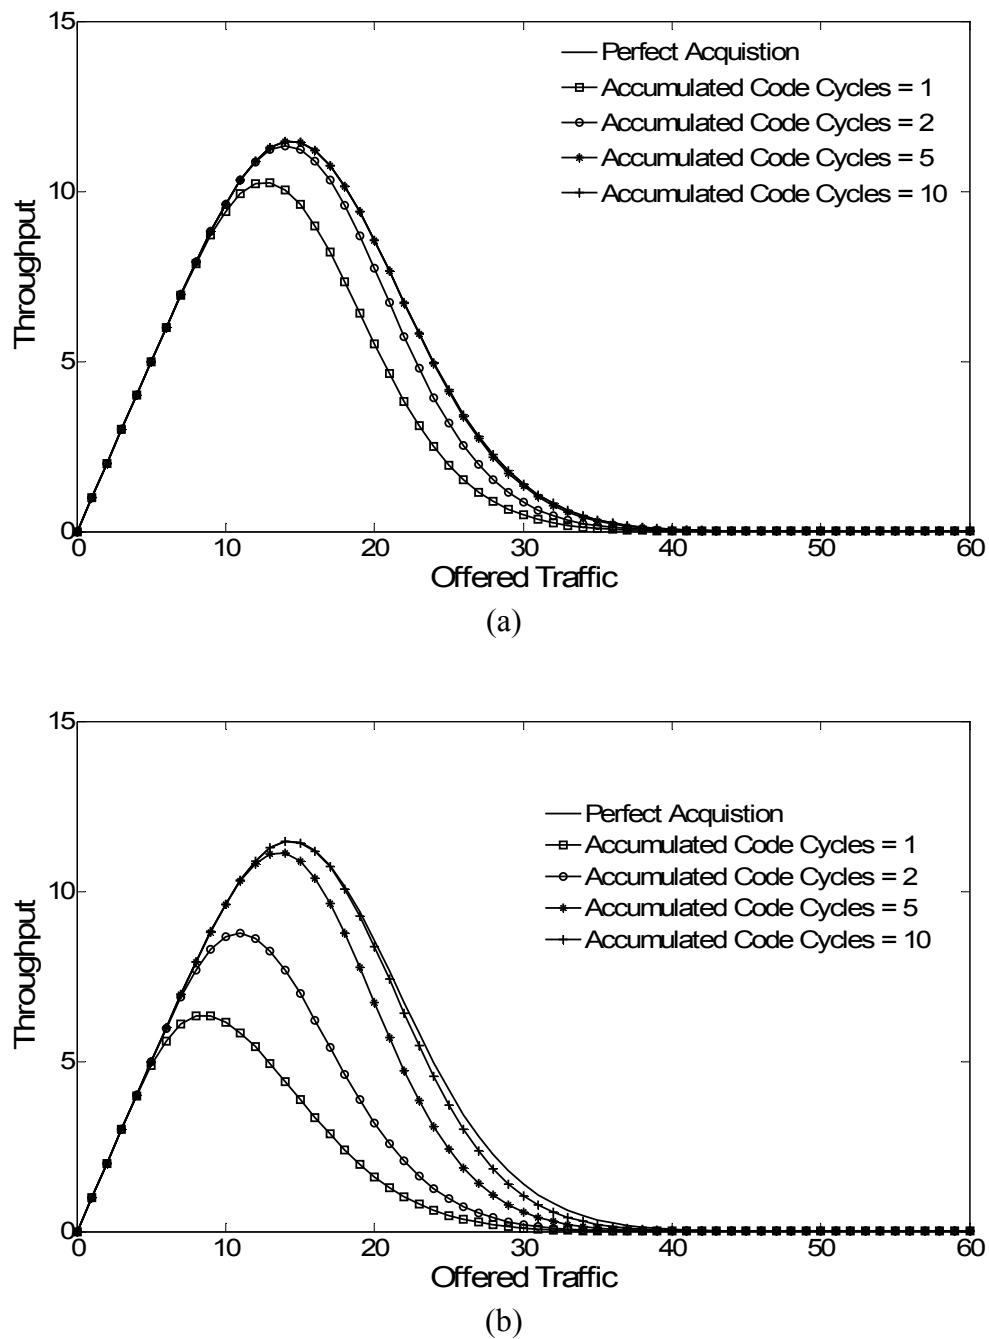 15
10
5
0
Throughput
Perfect Acquistion
Accumulated Code Cycles = 1
Accumulated Code Cycles = 2
Accumulated Code Cycles = 5
Accumulated Code Cycles = 10
0 10 20 30 40 50 60
Offered Traffic
(a)
15
10
5
0
Throughput
Perfect Acquistion
Accumulated Code Cycles = 1
Accumulated Code Cycles = 2
Accumulated Code Cycles = 5
Accumulated Code Cycles = 10
0 10 20 30 40 50 60
Offered Traffic
(b)